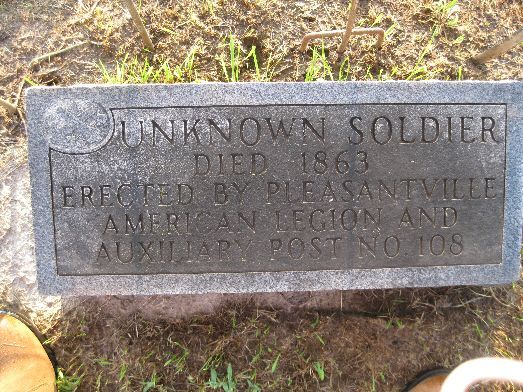 UNKNOWN SOLDIER
DIED 1863
ERECTED BY PLEASANTVILLE
AMERICAN LEGION AND
AUXILIARY POST NO 108